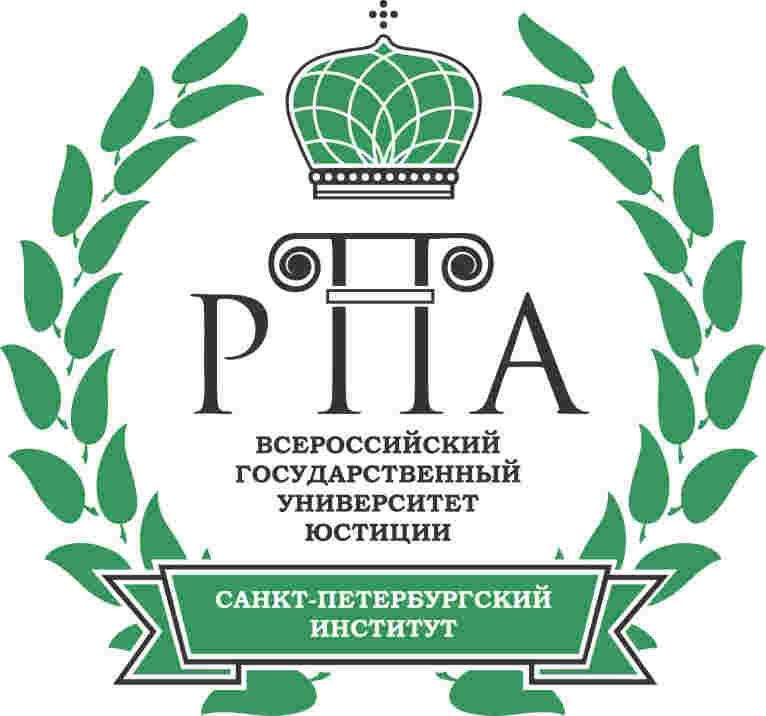 РПА
ВСЕРОССИЙСКИЙ
ГОСУДАРСТВЕННЫЙ
УНИВЕРСИТЕТ
ЮСТИЦИИ
САНКТ-ПЕТЕРБУРГСКИЙ
ИНСТИТУТ